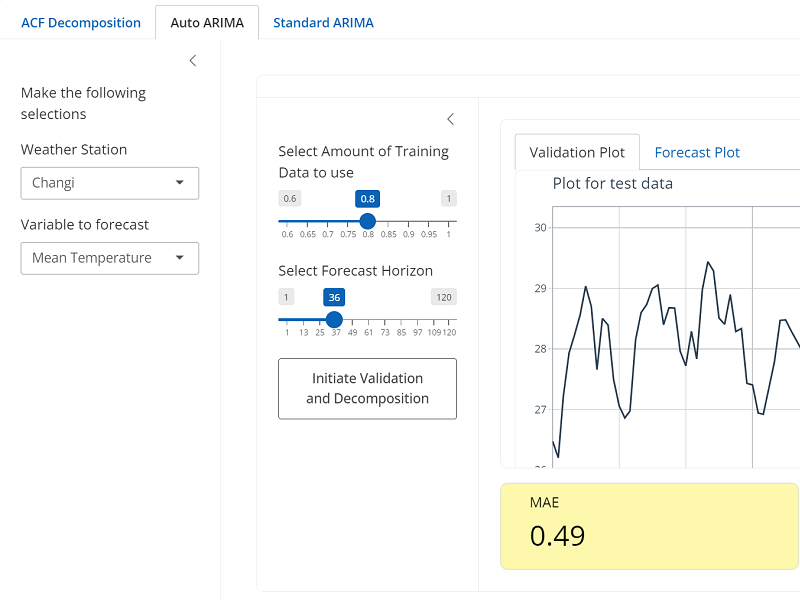 ACF Decomposition
Auto ARIMA
Standard ARIMA
Make the following
selections
Weather Station
Changi
Variable to forecast
Mean Temperature
Select Amount of Training
Data to use
0.6
0.8
1
0.6 0.65 0.7 0.75 0.8 0.85 0.9 0.95 1
Select Forecast Horizon
1
36
120
1 13 25 37 49 61 73 85 97 109 120
Initiate Validation
and Decomposition
Validation Plot
Forecast Plot
Plot for test data
30
29
28
27
MAE
0.49